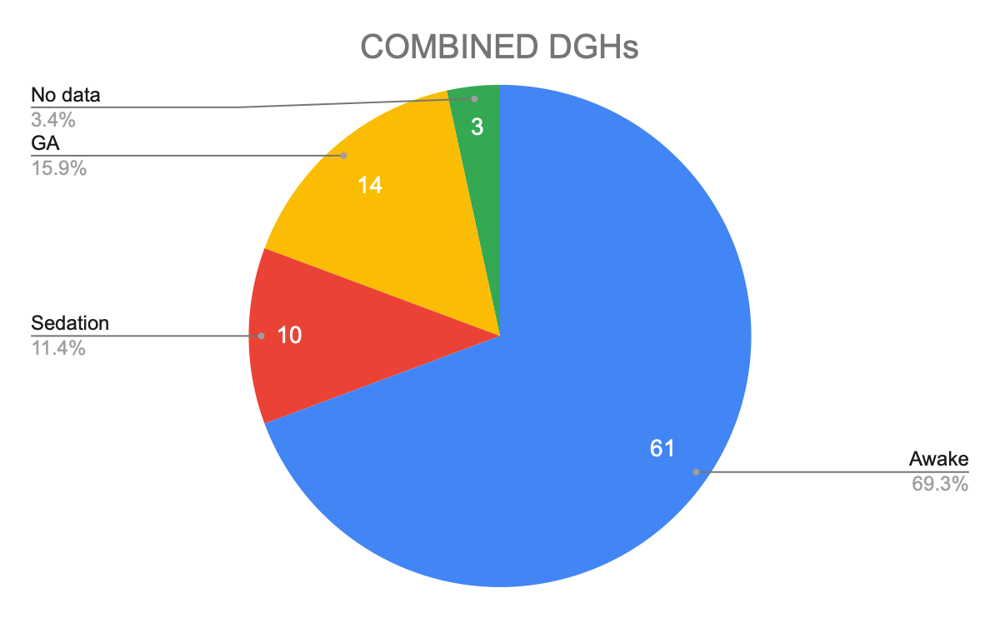 COMBINED DGHs
No data
3.4%
GA
15.9%
Sedation
11.4%
3
14
10
61
Awake
69.3%